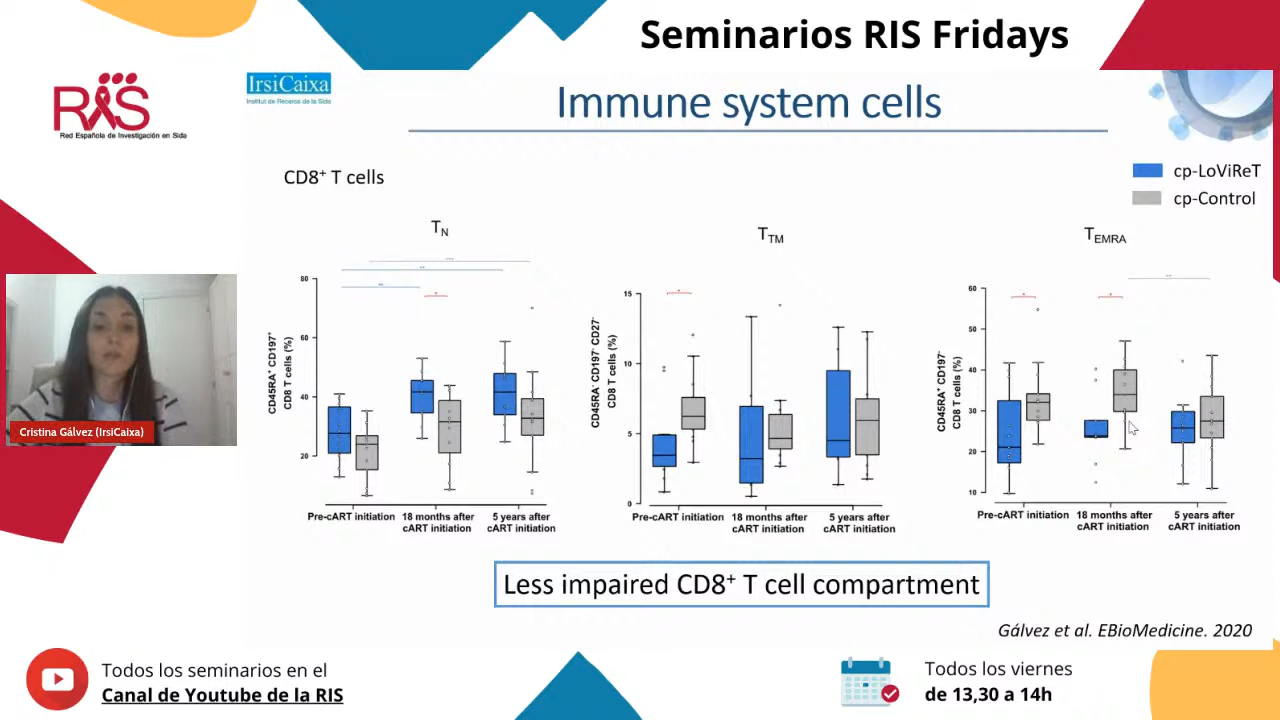 Seminarios RIS Fridays
RIS
Red Española de Investigación en Sida
IrsiCaixa
Institut de Recerca de la Sida
Immune system cells
CD8⁺ T cells
cp-LoViReT
cp-Control
T_N
T_TM
T_EMRA
CD45RA⁺ CD197⁺
CD8 T cells (%)
80
60
40
20
**
**
***
*
Pre-cART initiation
18 months after
cART initiation
5 years after
cART initiation
CD45RA⁻ CD197⁻ CD27⁻
CD8 T cells (%)
15
10
5
0
*
Pre-cART initiation
18 months after
cART initiation
5 years after
cART initiation
CD45RA⁺ CD197⁻
CD8 T cells (%)
60
50
40
30
20
10
*
*
**
Pre-cART initiation
18 months after
cART initiation
5 years after
cART initiation
Cristina Gálvez (IrsiCaixa)
Less impaired CD8⁺ T cell compartment
Gálvez et al. EBioMedicine. 2020
Todos los seminarios en el
Canal de Youtube de la RIS
Todos los viernes
de 13,30 a 14h